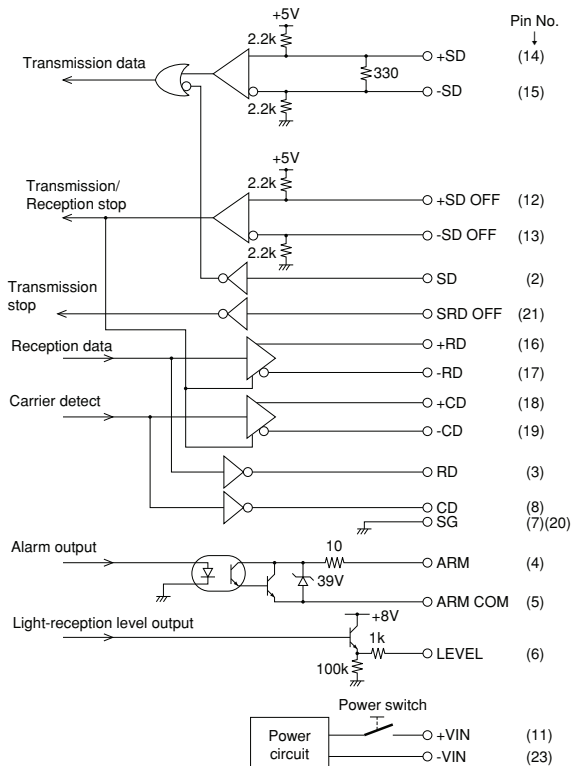 Pin No.
+5V
2.2k
Transmission data
+SD (14)
330
2.2k
-SD (15)
+5V
2.2k
Transmission/
Reception stop
+SD OFF (12)
-SD OFF (13)
2.2k
SD (2)
Transmission
stop
SRD OFF (21)
Reception data
+RD (16)
-RD (17)
Carrier detect
+CD (18)
-CD (19)
RD (3)
CD (8)
SG (7)(20)
Alarm output
10
ARM (4)
39V
ARM COM (5)
+8V
Light-reception level output
1k
LEVEL (6)
100k
Power switch
Power
circuit
+VIN (11)
-VIN (23)